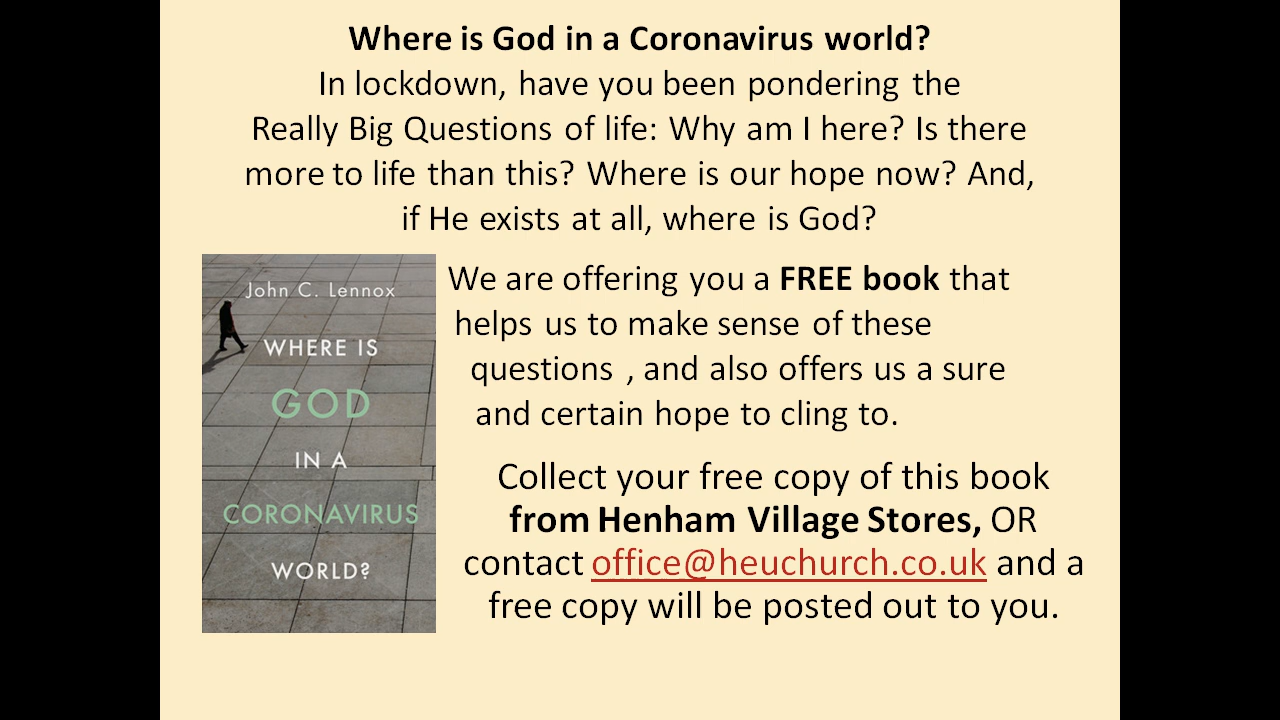 Where is God in a Coronavirus world?
In lockdown, have you been pondering the
Really Big Questions of life: Why am I here? Is there
more to life than this? Where is our hope now? And,
if He exists at all, where is God?
John C. Lennox
WHERE IS
GOD
IN A
CORONAVIRUS
WORLD?
We are offering you a FREE book that
helps us to make sense of these
questions , and also offers us a sure
and certain hope to cling to.
Collect your free copy of this book
from Henham Village Stores, OR
contact office@heuchurch.co.uk and a
free copy will be posted out to you.